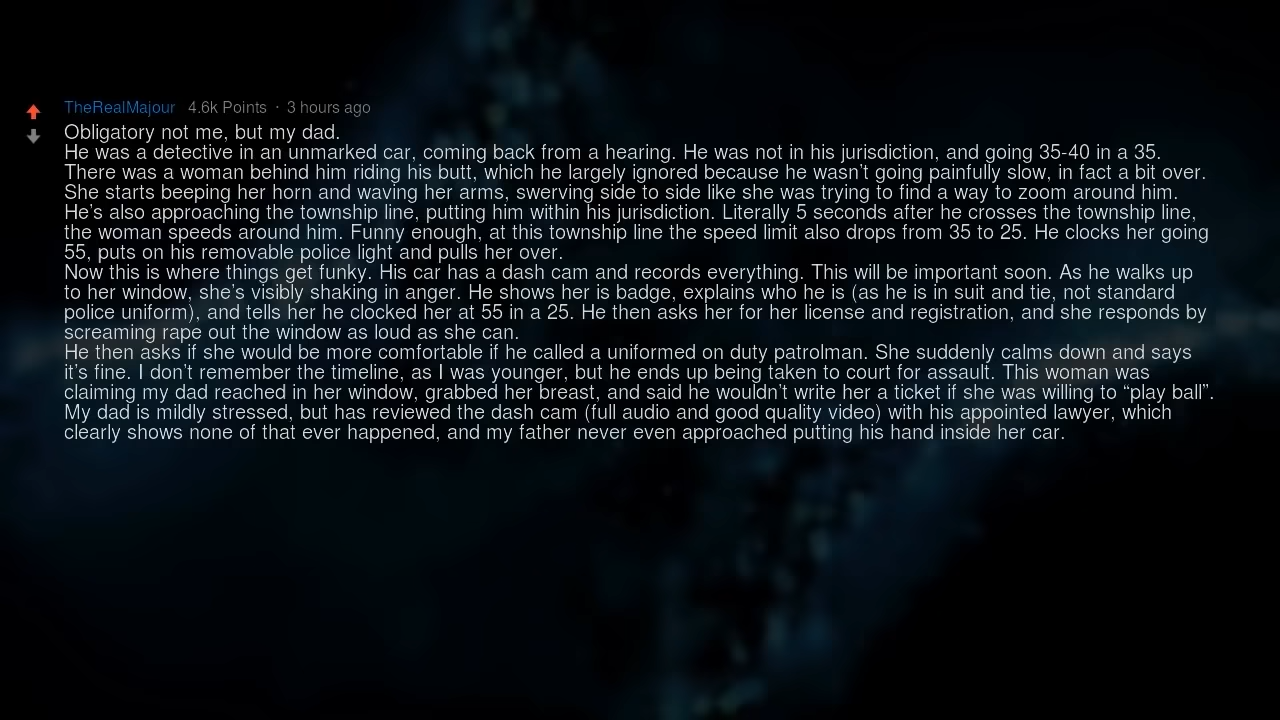 TheRealMajour 4.6k Points · 3 hours ago
Obligatory not me, but my dad.
He was a detective in an unmarked car, coming back from a hearing. He was not in his jurisdiction, and going 35-40 in a 35.
There was a woman behind him riding his butt, which he largely ignored because he wasn't going painfully slow, in fact a bit over.
She starts beeping her horn and waving her arms, swerving side to side like she was trying to find a way to zoom around him.
He's also approaching the township line, putting him within his jurisdiction. Literally 5 seconds after he crosses the township line,
the woman speeds around him. Funny enough, at this township line the speed limit also drops from 35 to 25. He clocks her going
55, puts on his removable police light and pulls her over.
Now this is where things get funky. His car has a dash cam and records everything. This will be important soon. As he walks up
to her window, she's visibly shaking in anger. He shows her is badge, explains who he is (as he is in suit and tie, not standard
police uniform), and tells her he clocked her at 55 in a 25. He then asks her for her license and registration, and she responds by
screaming rape out the window as loud as she can.
He then asks if she would be more comfortable if he called a uniformed on duty patrolman. She suddenly calms down and says
it's fine. I don't remember the timeline, as I was younger, but he ends up being taken to court for assault. This woman was
claiming my dad reached in her window, grabbed her breast, and said he wouldn't write her a ticket if she was willing to “play ball”.
My dad is mildly stressed, but has reviewed the dash cam (full audio and good quality video) with his appointed lawyer, which
clearly shows none of that ever happened, and my father never even approached putting his hand inside her car.